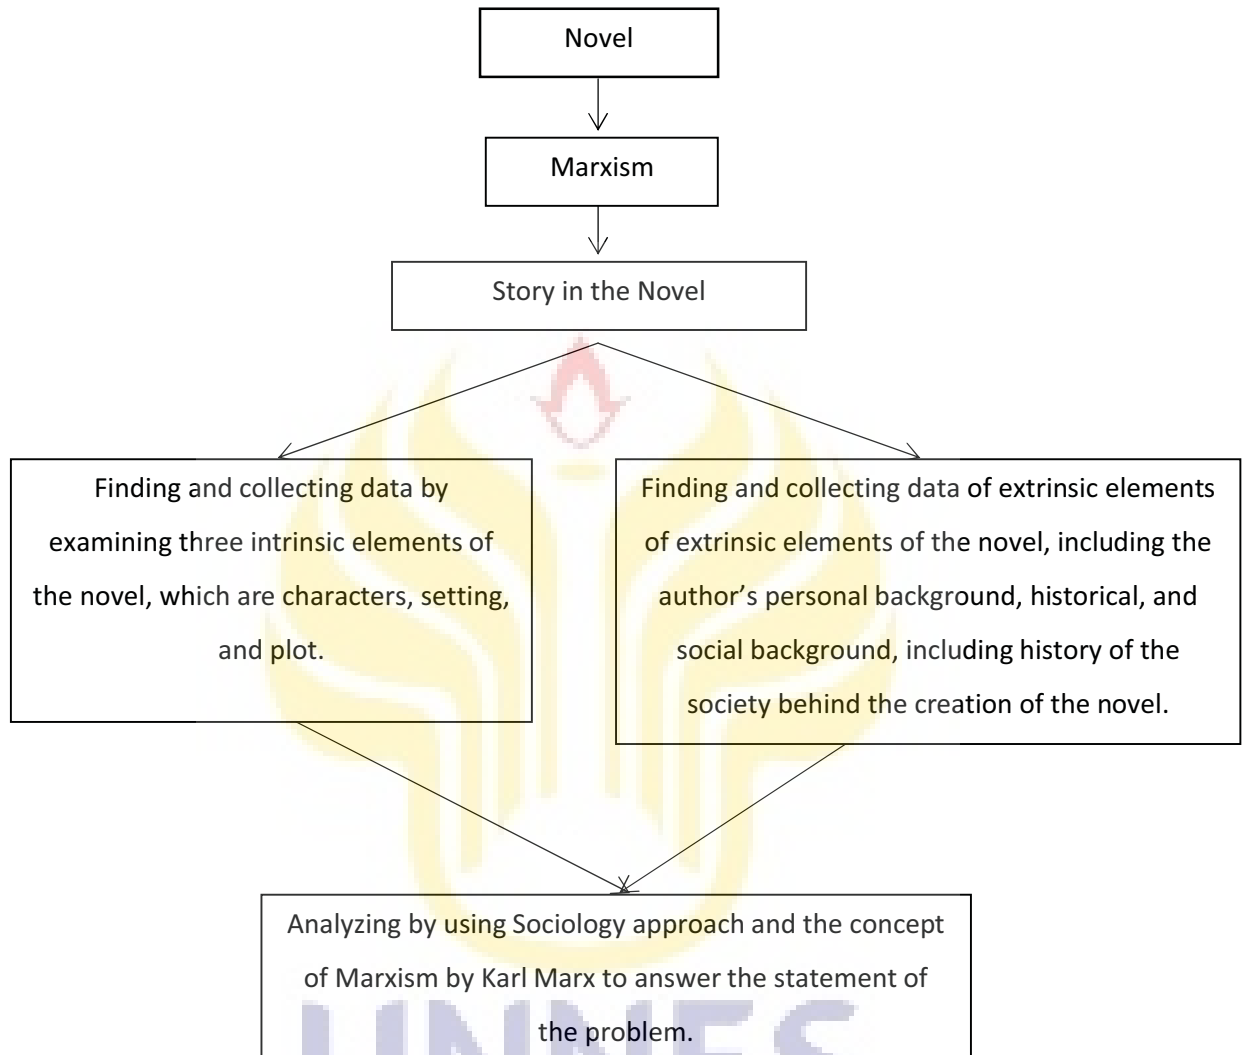 Novel
Marxism
Story in the Novel
Finding and collecting data by
examining three intrinsic elements of
the novel, which are characters, setting,
and plot.
Finding and collecting data of extrinsic elements
of extrinsic elements of the novel, including the
author’s personal background, historical, and
social background, including history of the
society behind the creation of the novel.
Analyzing by using Sociology approach and the concept
of Marxism by Karl Marx to answer the statement of
the problem.
UNNES